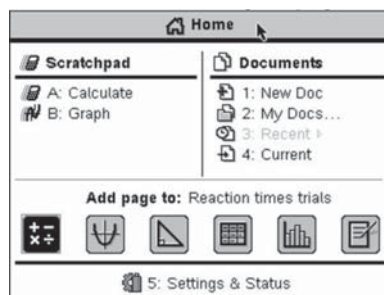 Home
Scratchpad
A: Calculate
B: Graph
Documents
1: New Doc
2: My Docs...
3: Recent ▸
4: Current
Add page to: Reaction times trials
5: Settings & Status